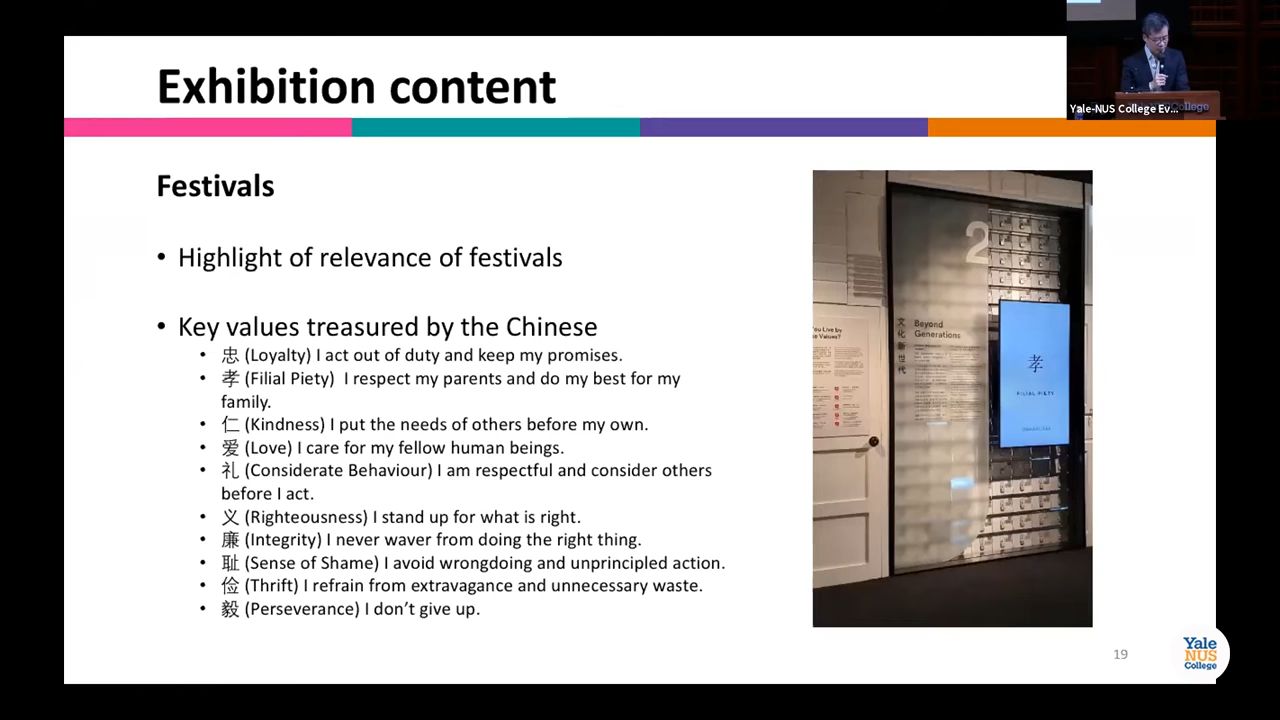 Exhibition content
Yale-NUS College Ev...
College
Festivals
• Highlight of relevance of festivals
• Key values treasured by the Chinese
• 忠 (Loyalty) I act out of duty and keep my promises.
• 孝 (Filial Piety) I respect my parents and do my best for my
family.
• 仁 (Kindness) I put the needs of others before my own.
• 爱 (Love) I care for my fellow human beings.
• 礼 (Considerate Behaviour) I am respectful and consider others
before I act.
• 义 (Righteousness) I stand up for what is right.
• 廉 (Integrity) I never waver from doing the right thing.
• 耻 (Sense of Shame) I avoid wrongdoing and unprincipled action.
• 俭 (Thrift) I refrain from extravagance and unnecessary waste.
• 毅 (Perseverance) I don't give up.
2
You Live by
Values?
文化新世代
Beyond
Generations
孝
FILIAL PIETY
19
Yale
NUS
College